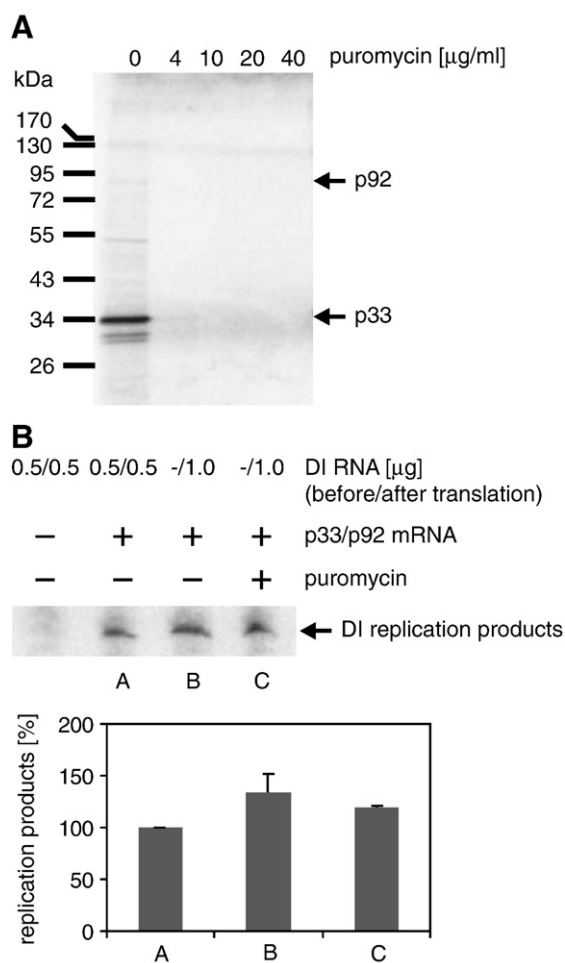 A
0 4 10 20 40 puromycin [µg/ml]
kDa
170
130
95
72
55
43
34
26
p92
p33
B
0.5/0.5 0.5/0.5 -/1.0 -/1.0 DI RNA [µg]
(before/after translation)
− + + + p33/p92 mRNA
− − − + puromycin
DI replication products
A B C
replication products [%]
200
150
100
50
0
A B C